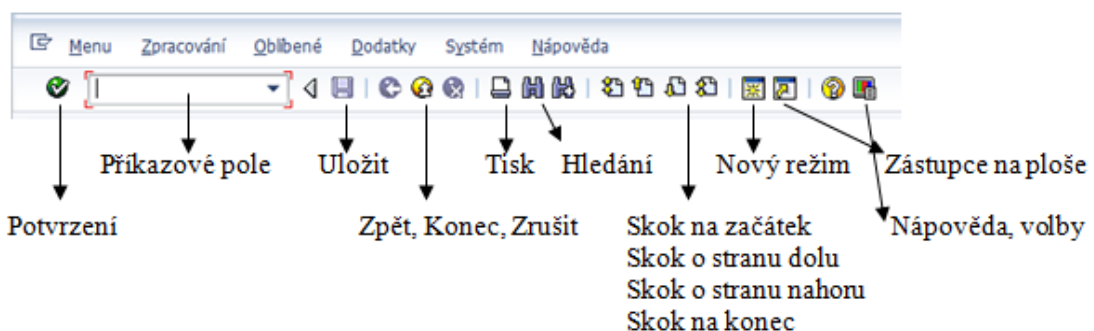 Menu Zpracování Oblíbené Dodatky Systém Nápověda
Příkazové pole Uložit Tisk Hledání Nový režim Zástupce na ploše
Potvrzení Zpět, Konec, Zrušit Skok na začátek Nápověda, volby
Skok o stranu dolu
Skok o stranu nahoru
Skok na konec